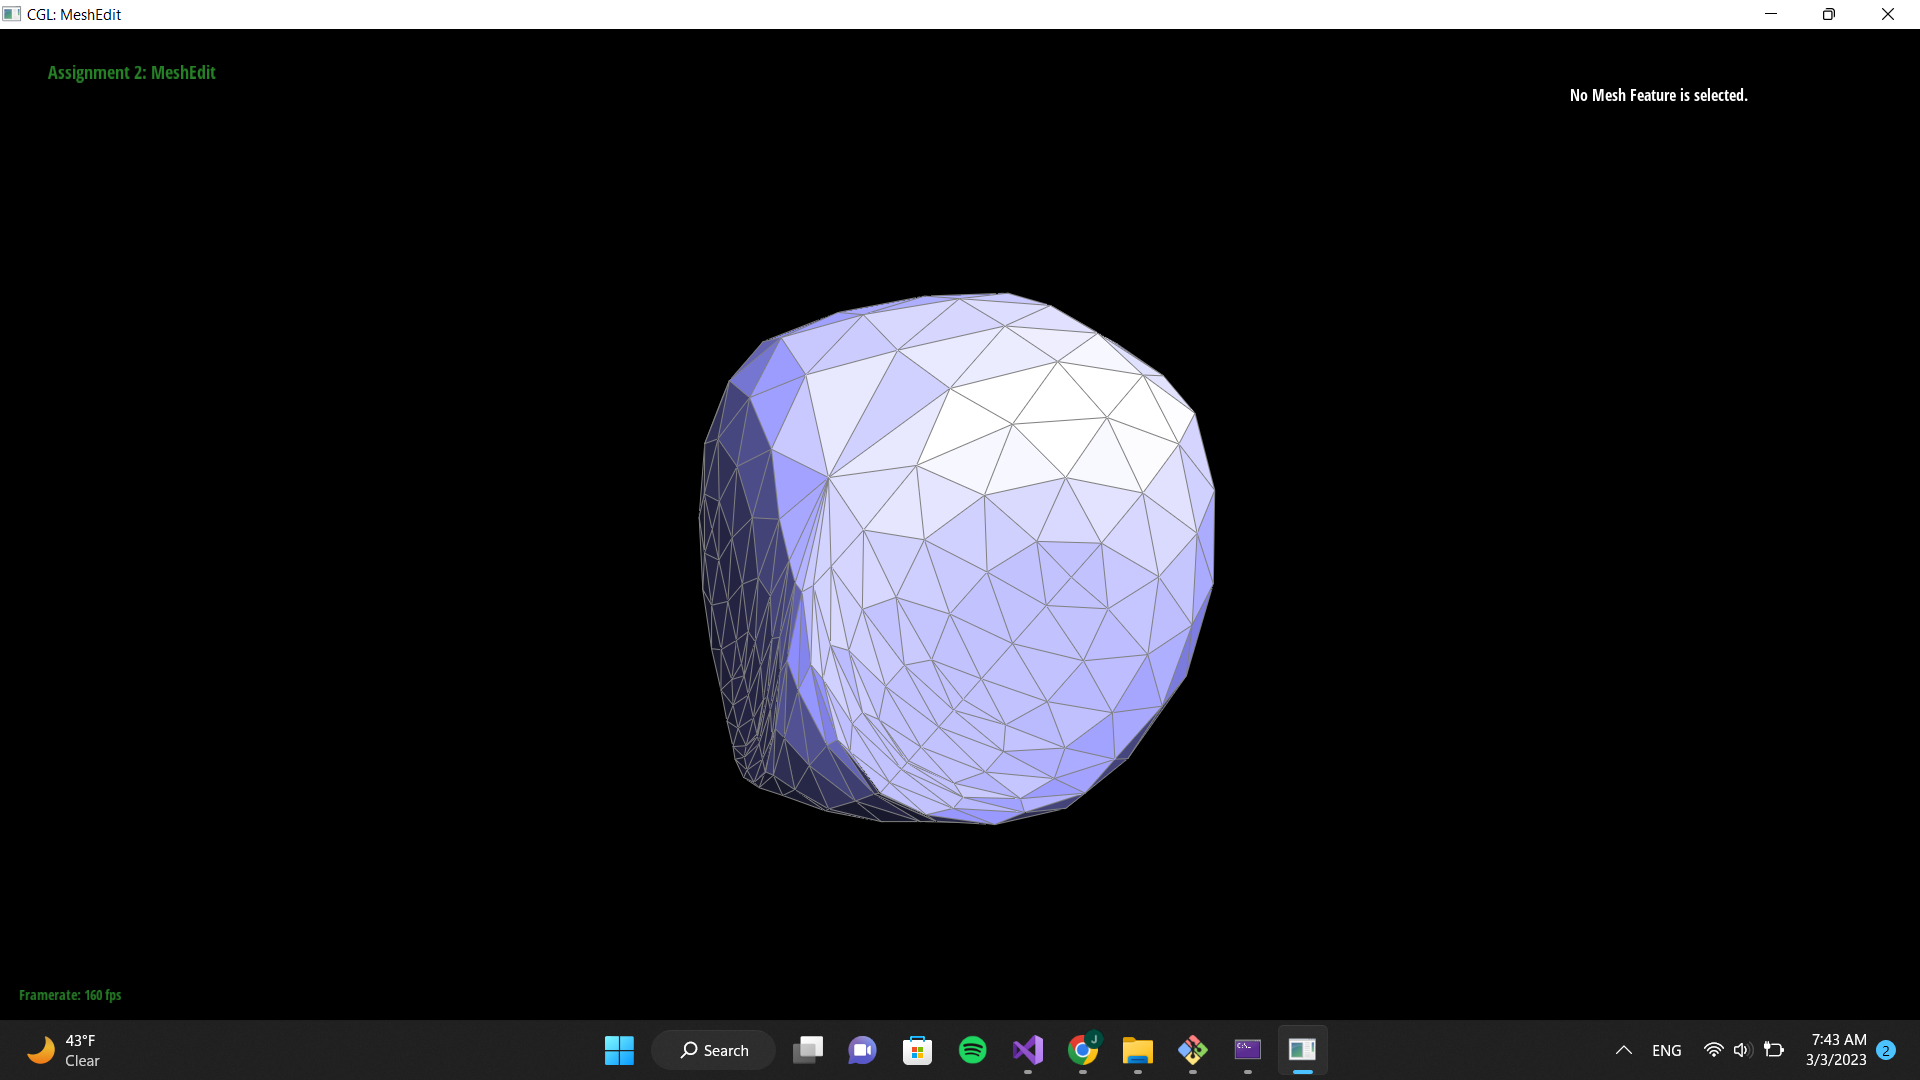 CGL: MeshEdit
Assignment 2: MeshEdit
No Mesh Feature is selected.
Framerate: 160 fps
43°F
Clear
Search
J
C:\.
ENG
7:43 AM
3/3/2023
2